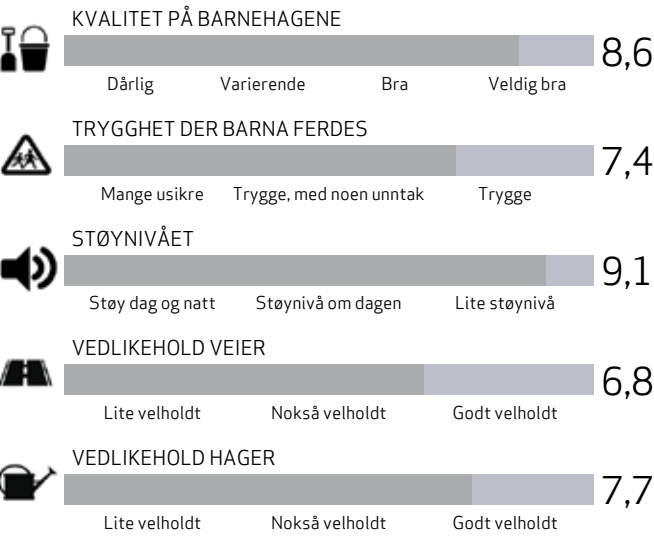 KVALITET PÅ BARNEHAGENE
8,6
Dårlig Varierende Bra Veldig bra
TRYGGHET DER BARNA FERDES
7,4
Mange usikre Trygge, med noen unntak Trygge
STØYNIVÅET
9,1
Støy dag og natt Støynivå om dagen Lite støynivå
VEDLIKEHOLD VEIER
6,8
Lite velholdt Nokså velholdt Godt velholdt
VEDLIKEHOLD HAGER
7,7
Lite velholdt Nokså velholdt Godt velholdt